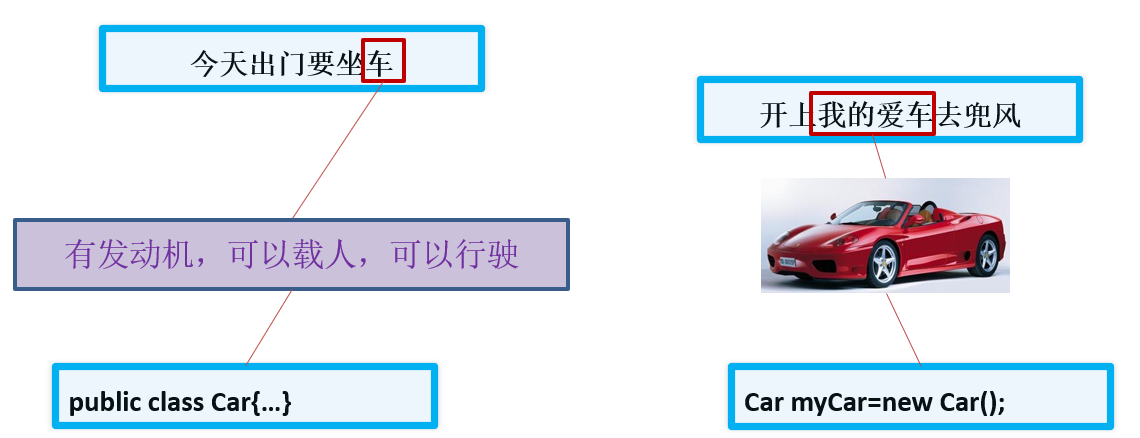 今天出门要坐车
开上我的爱车去兜风
有发动机，可以载人，可以行驶
public class Car{…}
Car myCar=new Car();